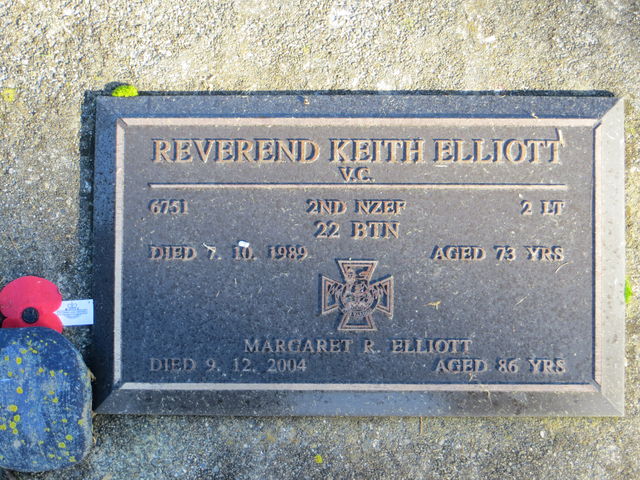 REVEREND KEITH ELLIOTT
V.C.
6751 2ND NZEF 2 LT
22 BTN
DIED 7. 10. 1989 AGED 73 YRS
MARGARET R. ELLIOTT
DIED 9. 12. 2004 AGED 86 YRS